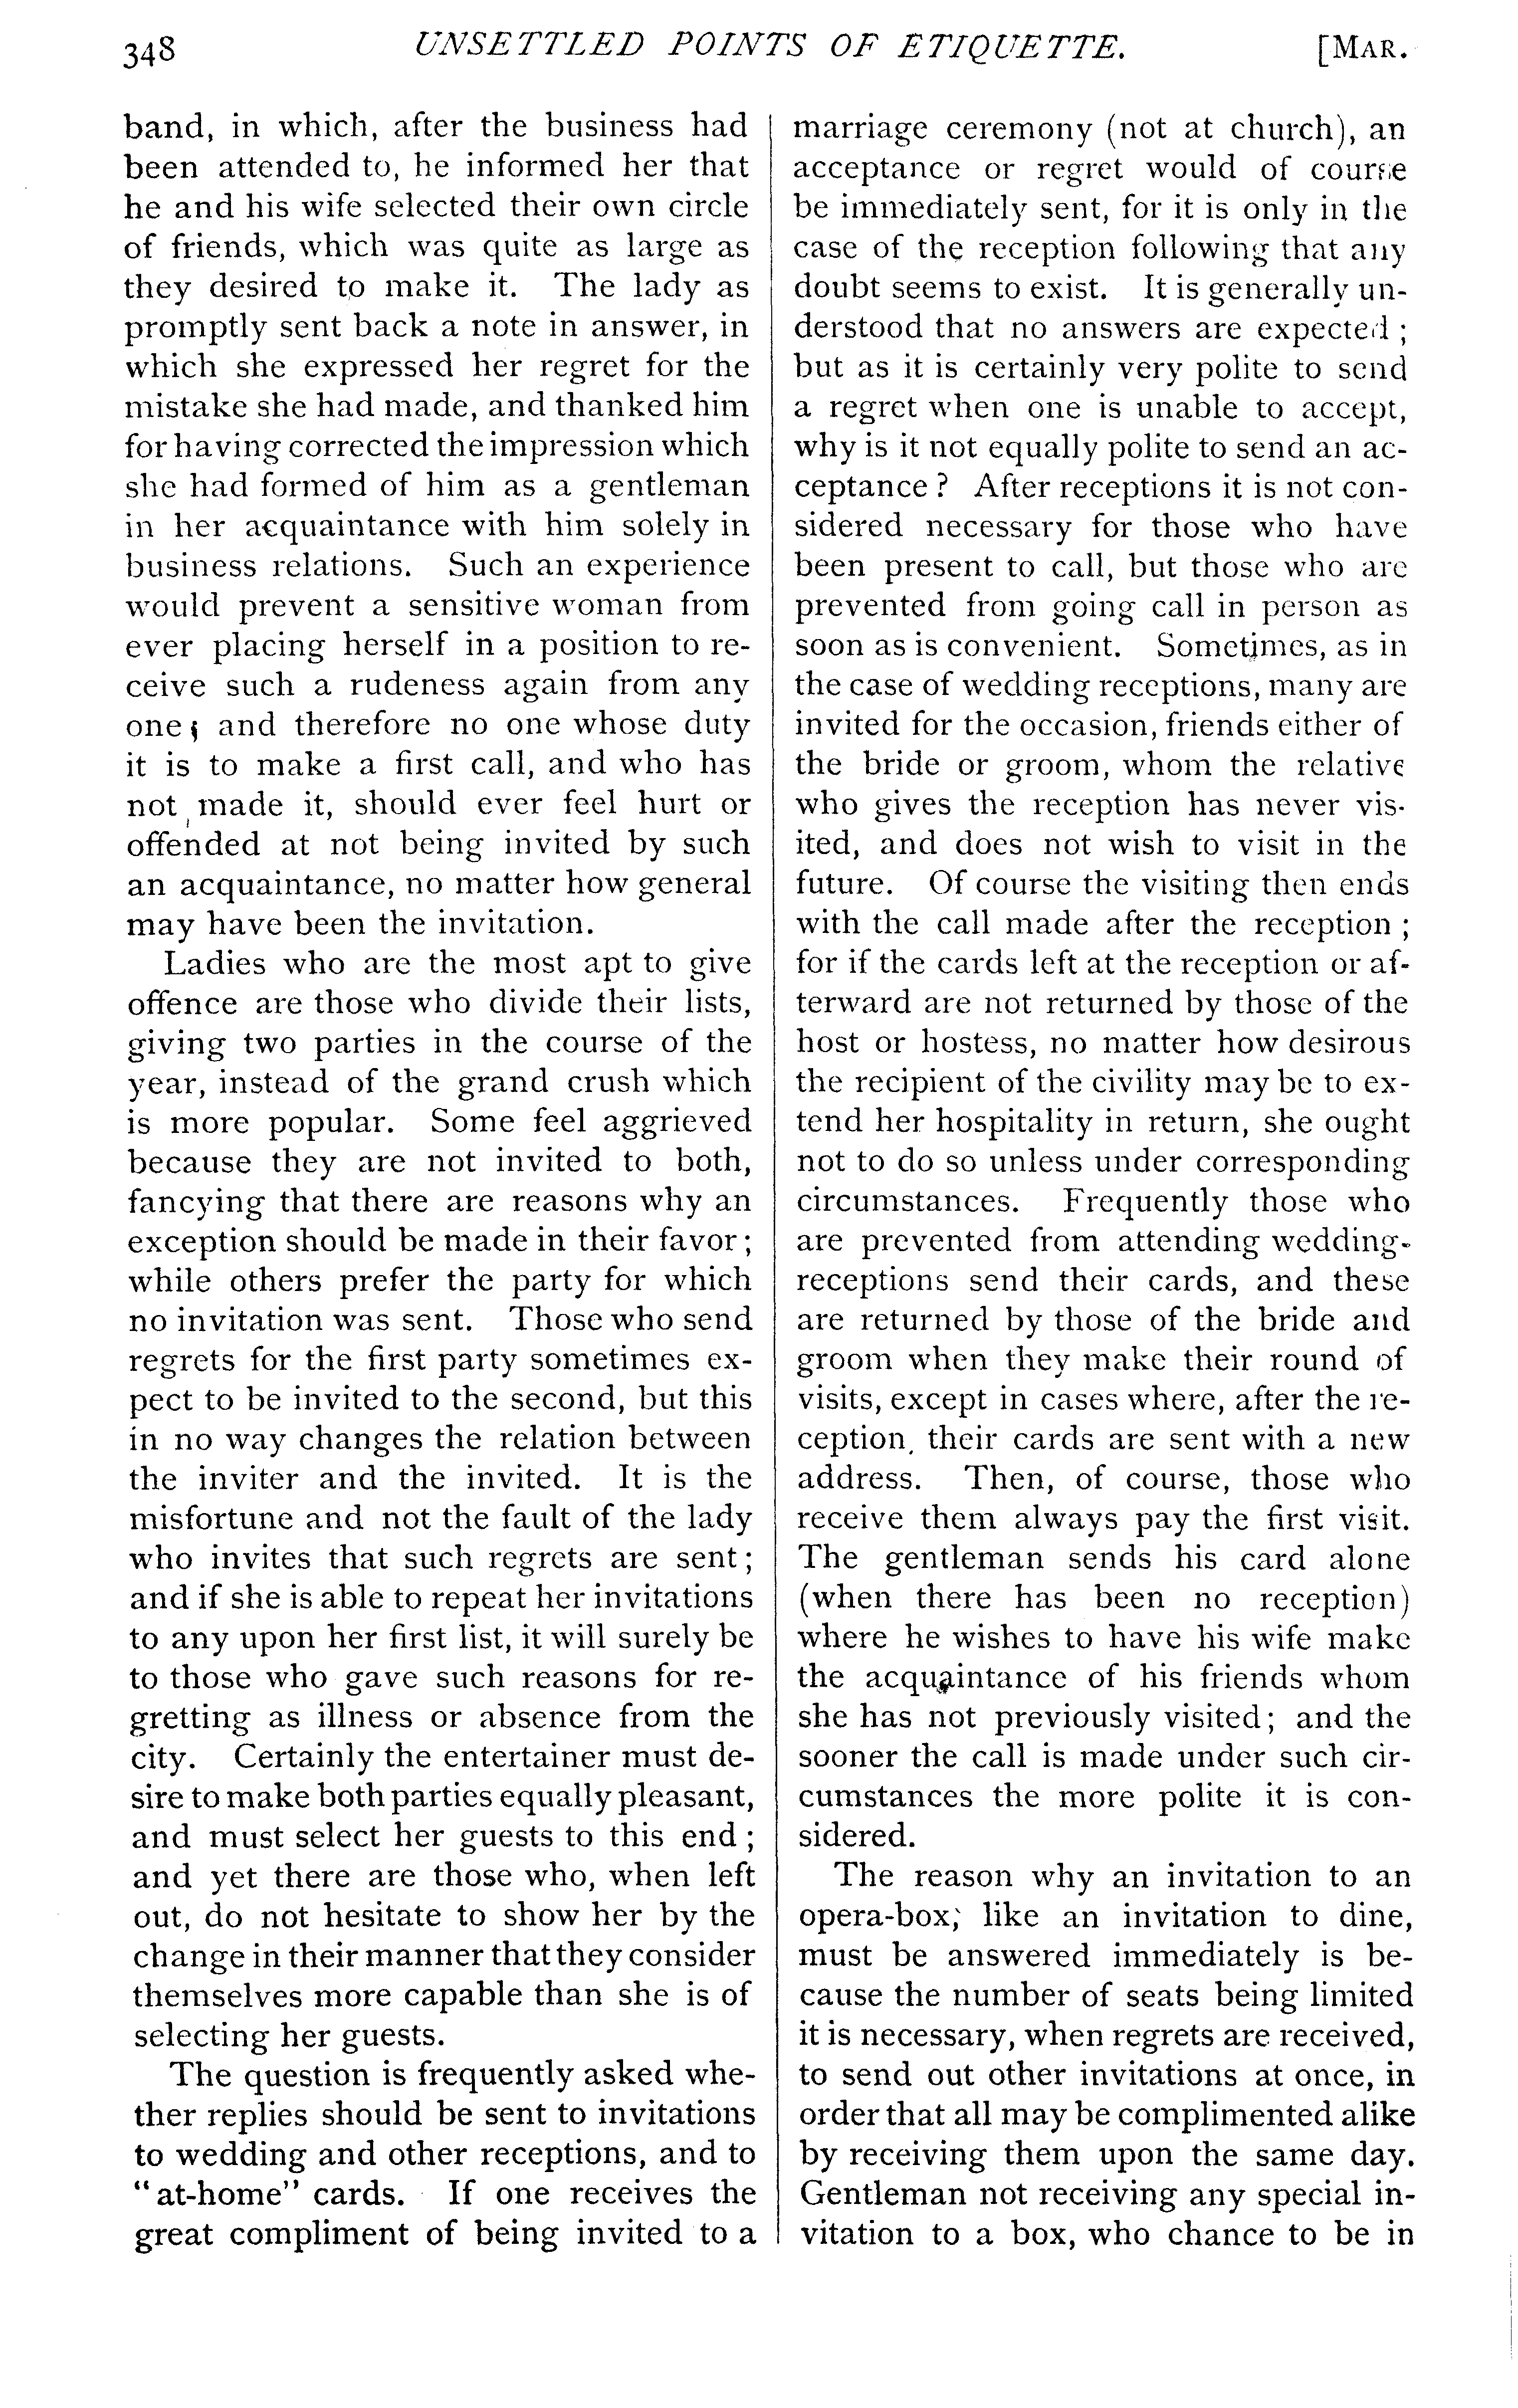 348 UNSETTLED POINTS OF ETIQUETTE. [MAR.
band, in which, after the business had
been attended to, he informed her that
he and his wife selected their own circle
of friends, which was quite as large as
they desired to make it. The lady as
promptly sent back a note in answer, in
which she expressed her regret for the
mistake she had made, and thanked him
for having corrected the impression which
she had formed of him as a gentleman
in her acquaintance with him solely in
business relations. Such an experience
would prevent a sensitive woman from
ever placing herself in a position to re-
ceive such a rudeness again from any
one; and therefore no one whose duty
it is to make a first call, and who has
not made it, should ever feel hurt or
offended at not being invited by such
an acquaintance, no matter how general
may have been the invitation.
Ladies who are the most apt to give
offence are those who divide their lists,
giving two parties in the course of the
year, instead of the grand crush which
is more popular. Some feel aggrieved
because they are not invited to both,
fancying that there are reasons why an
exception should be made in their favor;
while others prefer the party for which
no invitation was sent. Those who send
regrets for the first party sometimes ex-
pect to be invited to the second, but this
in no way changes the relation between
the inviter and the invited. It is the
misfortune and not the fault of the lady
who invites that such regrets are sent;
and if she is able to repeat her invitations
to any upon her first list, it will surely be
to those who gave such reasons for re-
gretting as illness or absence from the
city. Certainly the entertainer must de-
sire to make both parties equally pleasant,
and must select her guests to this end;
and yet there are those who, when left
out, do not hesitate to show her by the
change in their manner that they consider
themselves more capable than she is of
selecting her guests.
The question is frequently asked whe-
ther replies should be sent to invitations
to wedding and other receptions, and to
"at-home" cards. If one receives the
great compliment of being invited to a
marriage ceremony (not at church), an
acceptance or regret would of course
be immediately sent, for it is only in the
case of the reception following that any
doubt seems to exist. It is generally un-
derstood that no answers are expected;
but as it is certainly very polite to send
a regret when one is unable to accept,
why is it not equally polite to send an ac-
ceptance? After receptions it is not con-
sidered necessary for those who have
been present to call, but those who are
prevented from going call in person as
soon as is convenient. Sometimes, as in
the case of wedding receptions, many are
invited for the occasion, friends either of
the bride or groom, whom the relative
who gives the reception has never vis-
ited, and does not wish to visit in the
future. Of course the visiting then ends
with the call made after the reception;
for if the cards left at the reception or af-
terward are not returned by those of the
host or hostess, no matter how desirous
the recipient of the civility may be to ex-
tend her hospitality in return, she ought
not to do so unless under corresponding
circumstances. Frequently those who
are prevented from attending wedding-
receptions send their cards, and these
are returned by those of the bride and
groom when they make their round of
visits, except in cases where, after the re-
ception, their cards are sent with a new
address. Then, of course, those who
receive them always pay the first visit.
The gentleman sends his card alone
(when there has been no reception)
where he wishes to have his wife make
the acquaintance of his friends whom
she has not previously visited; and the
sooner the call is made under such cir-
cumstances the more polite it is con-
sidered.
The reason why an invitation to an
opera-box, like an invitation to dine,
must be answered immediately is be-
cause the number of seats being limited
it is necessary, when regrets are received,
to send out other invitations at once, in
order that all may be complimented alike
by receiving them upon the same day.
Gentleman not receiving any special in-
vitation to a box, who chance to be in